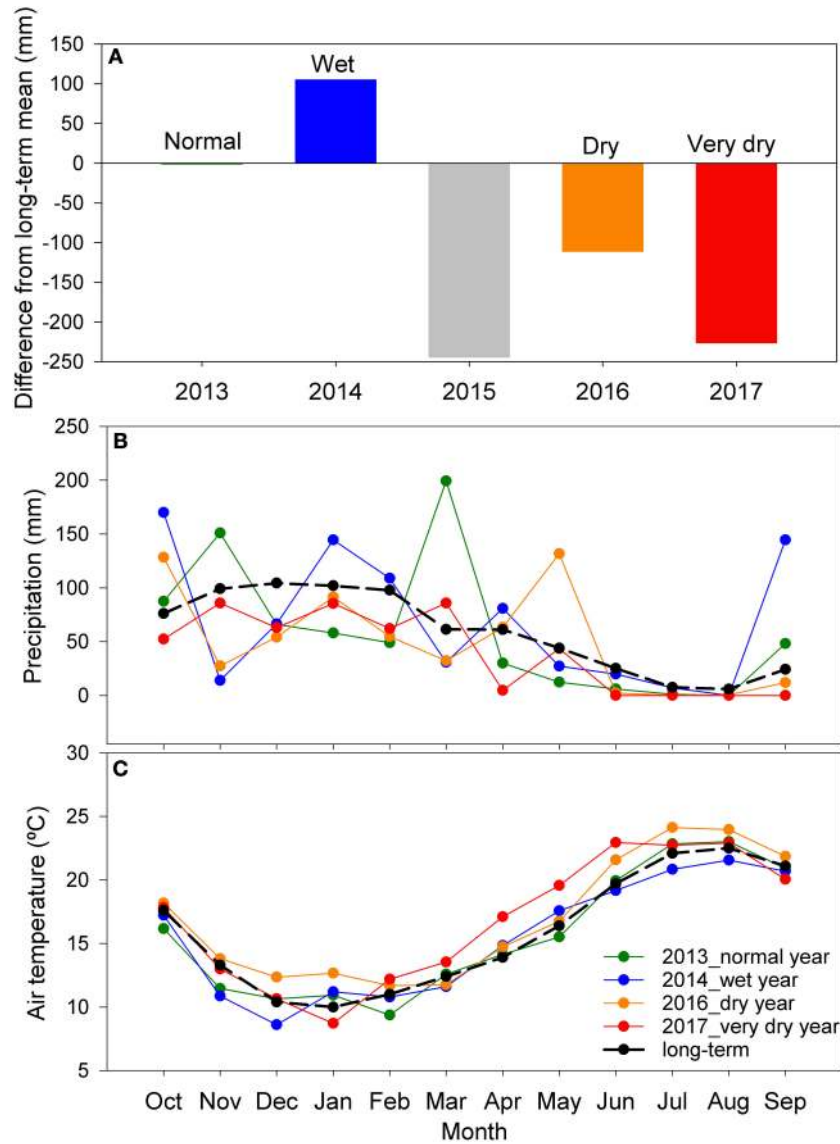 A
Difference from long-term mean (mm)
150
100
50
0
-50
-100
-150
-200
-250
Normal
Wet
Dry
Very dry
2013
2014
2015
2016
2017
B
Precipitation (mm)
250
200
150
100
50
0
C
Air temperature (ºC)
30
25
20
15
10
5
2013_normal year
2014_wet year
2016_dry year
2017_very dry year
long-term
Oct Nov Dec Jan Feb Mar Apr May Jun Jul Aug Sep
Month